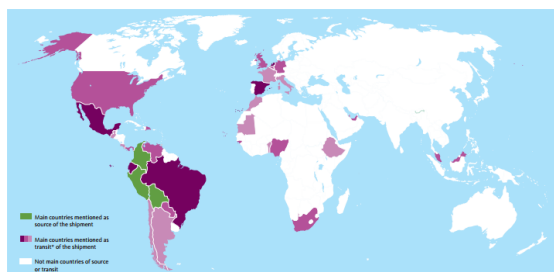 Main countries mentioned as
source of the shipment
Main countries mentioned as
transit* of the shipment
Not main countries of source
or transit